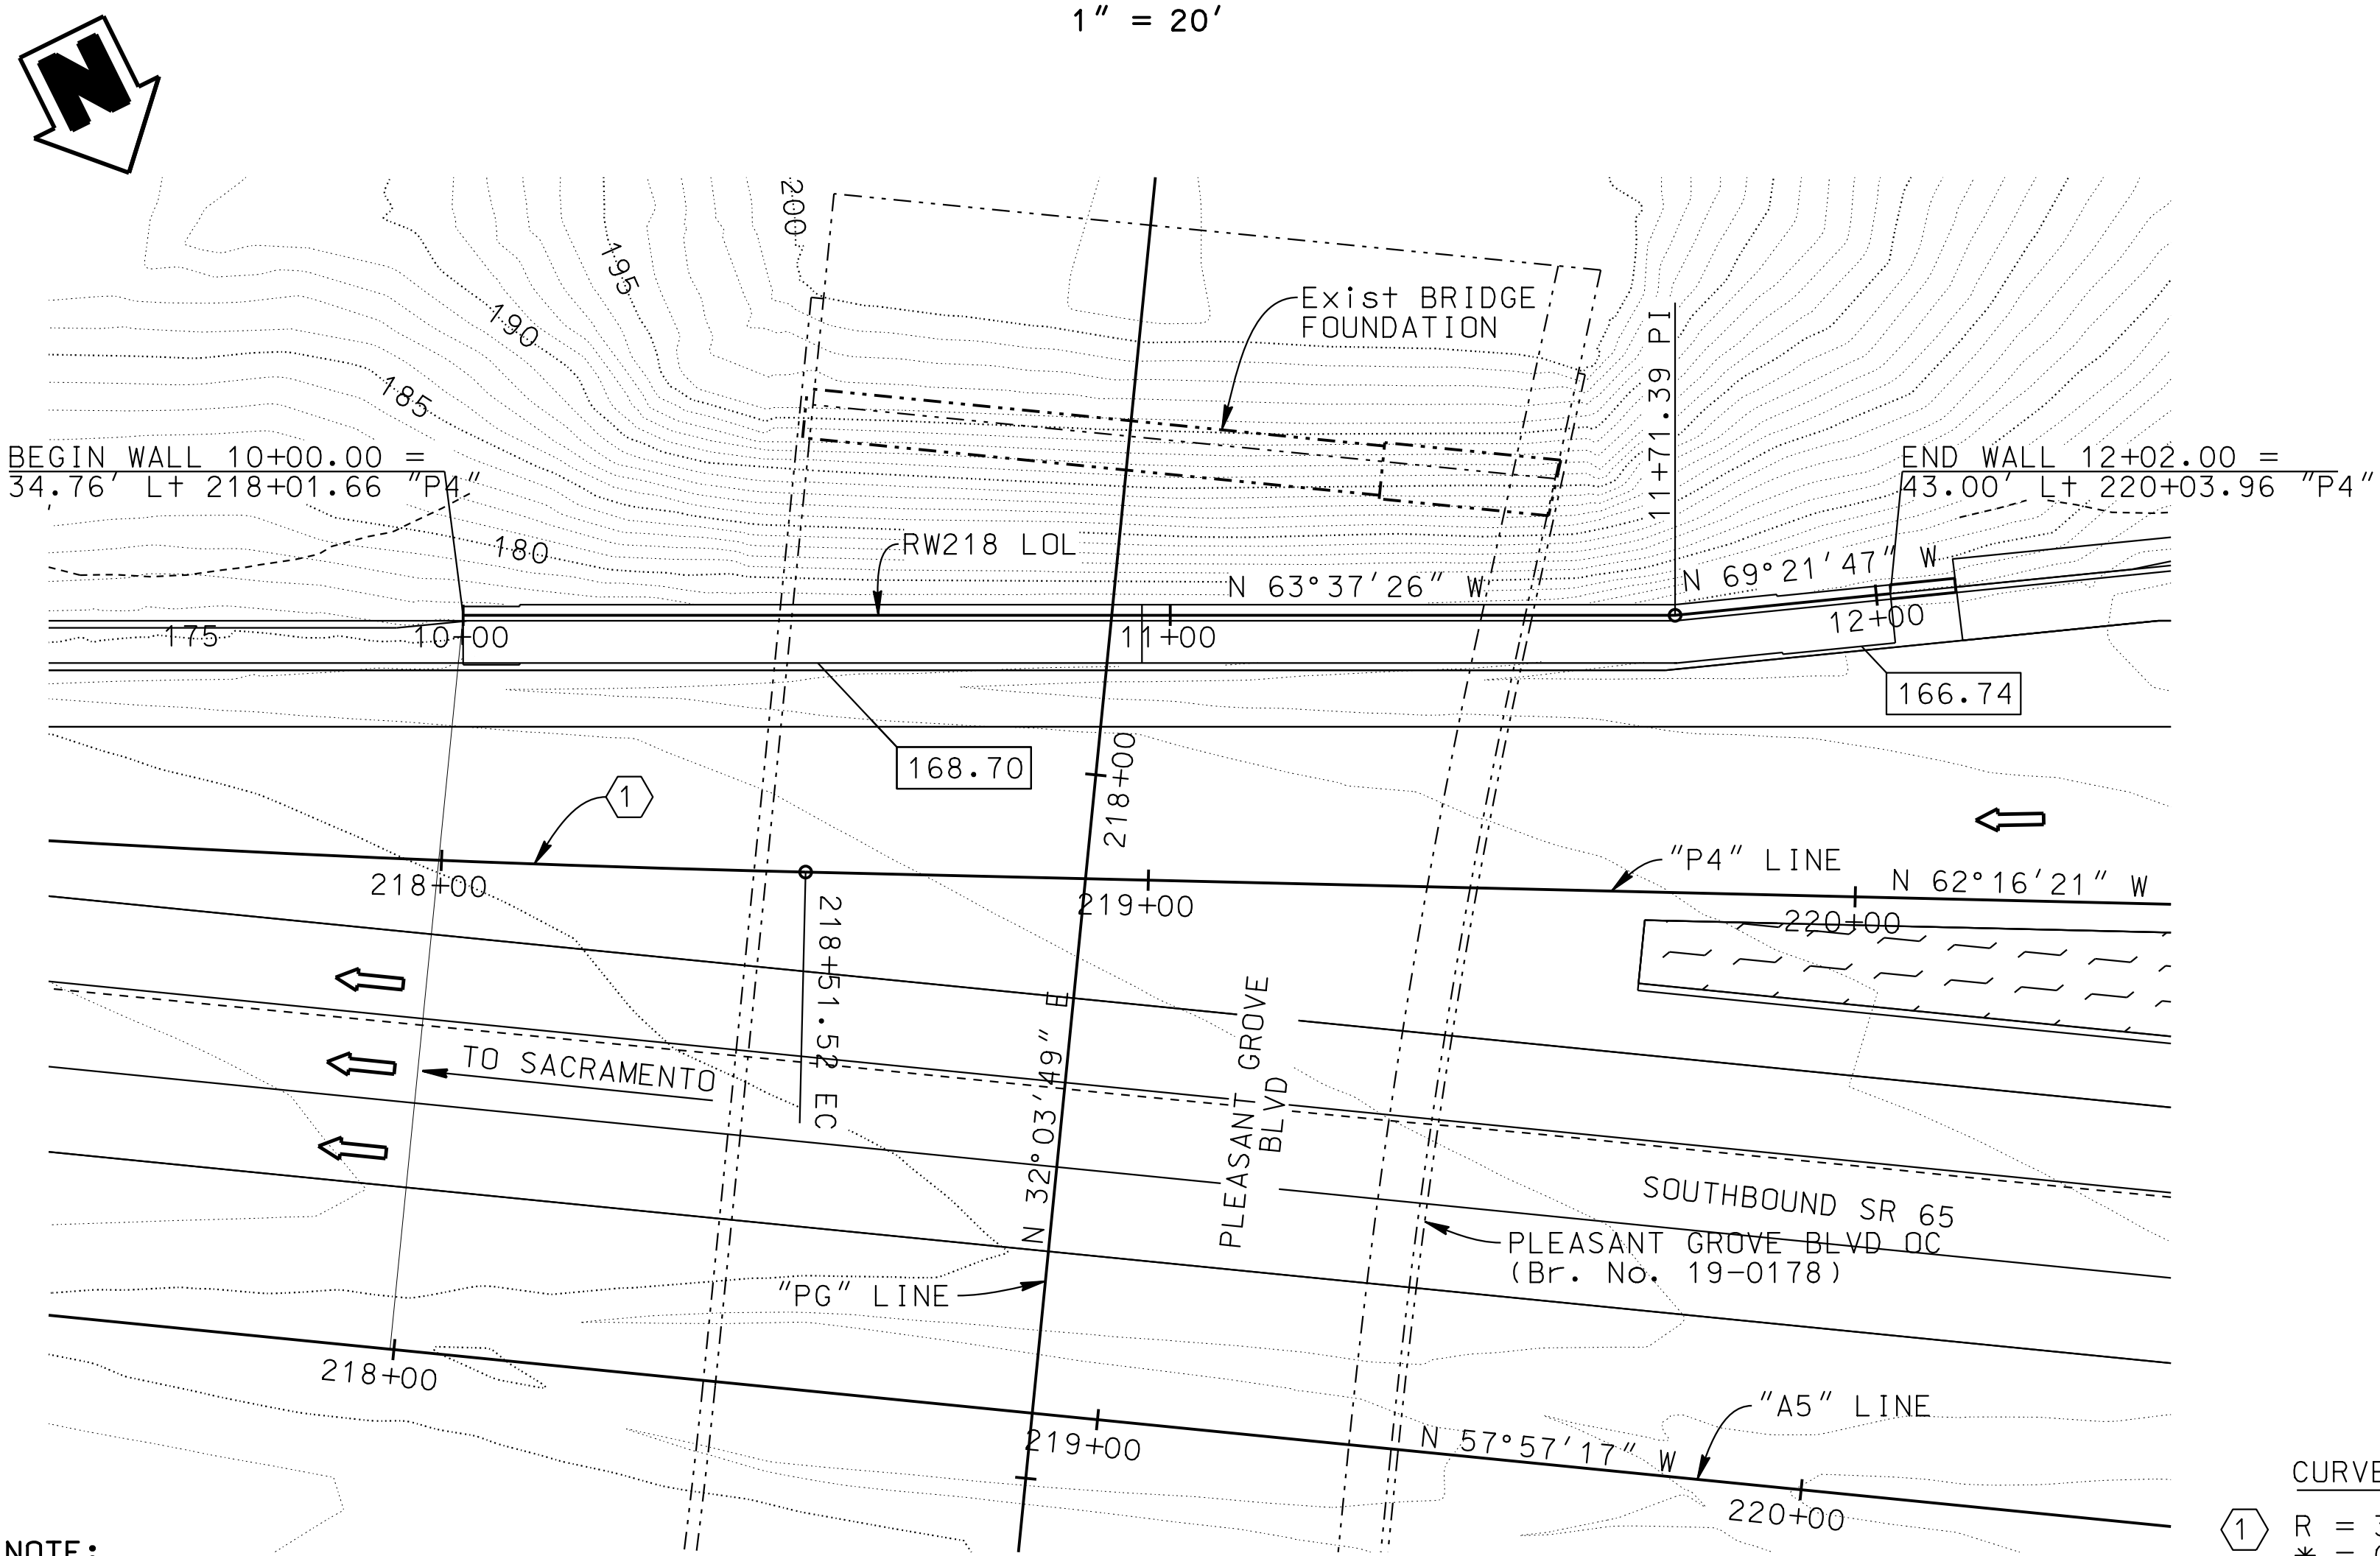 1" = 20'
N
200
195
190
185
Exist BRIDGE
FOUNDATION
11+71.39 PI
BEGIN WALL 10+00.00 =
34.76' Lt 218+01.66 "P4"
END WALL 12+02.00 =
43.00' Lt 220+03.96 "P4"
180
RW218 LOL
N 63°37'26" W
N 69°21'47" W
175
10+00
11+00
12+00
166.74
168.70
218+00
1
"P4" LINE
N 62°16'21" W
218+00
219+00
220+00
218+51.52 EC
N 32°03'49" E
PLEASANT GROVE
BLVD
TO SACRAMENTO
SOUTHBOUND SR 65
PLEASANT GROVE BLVD OC
(Br. No. 19-0178)
"PG" LINE
218+00
219+00
N 57°57'17" W
"A5" LINE
220+00
CURVE
1 R =
NOTE: